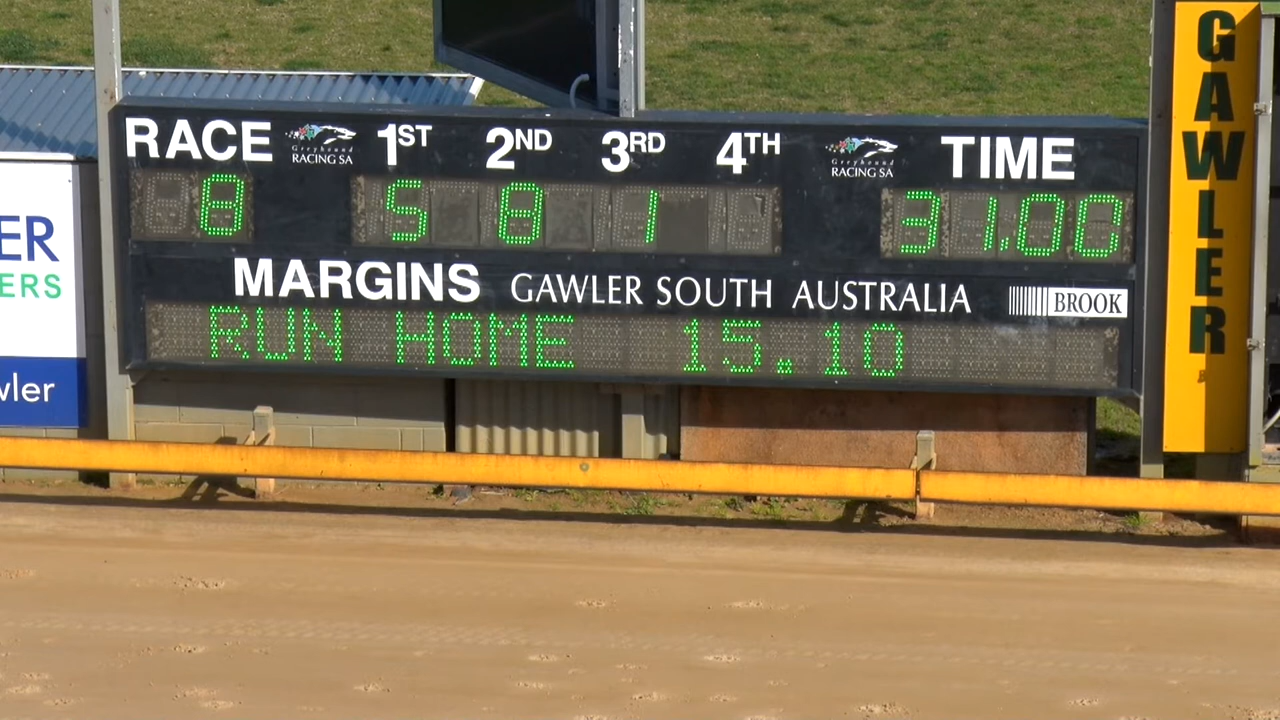 RACE Greyhound RACING SA 1ST 2ND 3RD 4TH Greyhound RACING SA TIME
8 5 8 1 31.00
MARGINS GAWLER SOUTH AUSTRALIA BROOK
RUN HOME 15.10
GAWLER
ER
ERS
wler